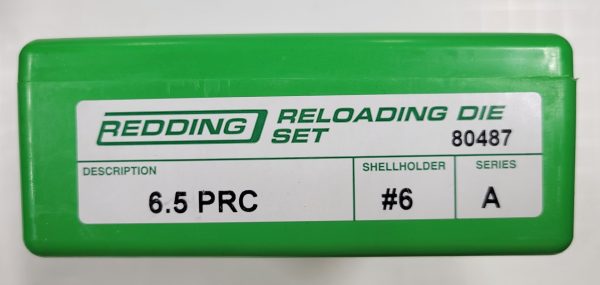 REDDING RELOADING DIE
SET 80487
DESCRIPTION SHELLHOLDER SERIES
6.5 PRC #6 A